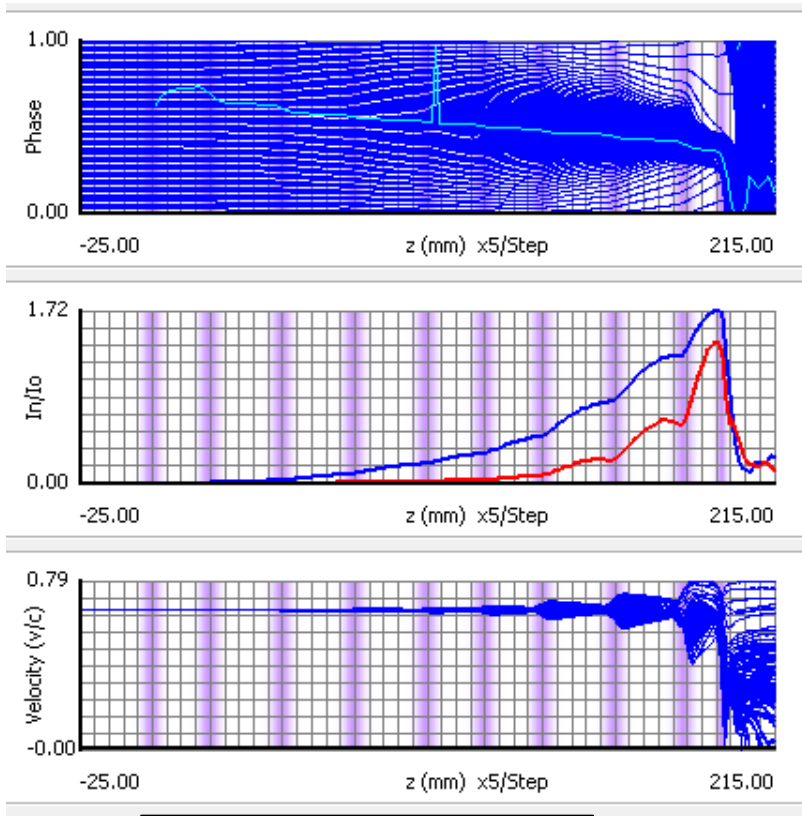 1.00
Phase
0.00
-25.00 z (mm) x5/Step 215.00
1.72
In/Io
0.00
-25.00 z (mm) x5/Step 215.00
0.79
Velocity (v/c)
-0.00
-25.00 z (mm) x5/Step 215.00